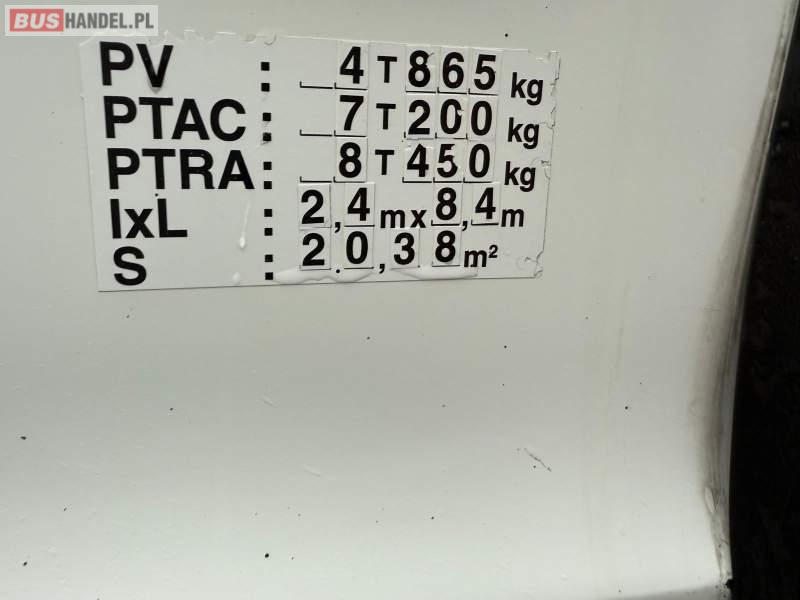 BUSHANDEL.PL
PV : _ 4 T 865 kg
PTAC : _ 7 T 200 kg
PTRA : _ 8 T 450 kg
lxL : 2,4 m x 8,4 m
S : 20,38 m²